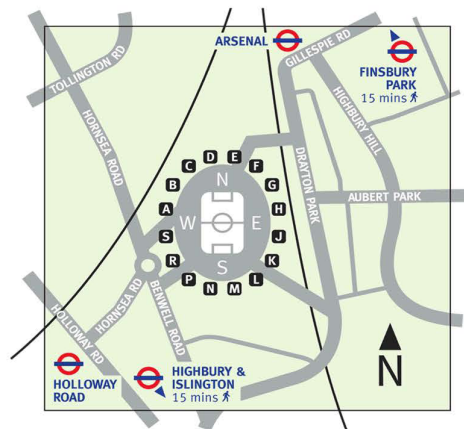 ARSENAL
GILLESPIE RD
FINSBURY
PARK
15 mins
TOLLINGTON RD
HORNSEA ROAD
HIGHBURY HILL
DRAYTON PARK
AUBERT PARK
D
E
C
F
B
G
A
H
S
J
R
K
P
L
N
M
N
W
E
S
HORNSEA RD
BENWELL ROAD
HOLLOWAY RD
HOLLOWAY
ROAD
HIGHBURY &
ISLINGTON
15 mins
N